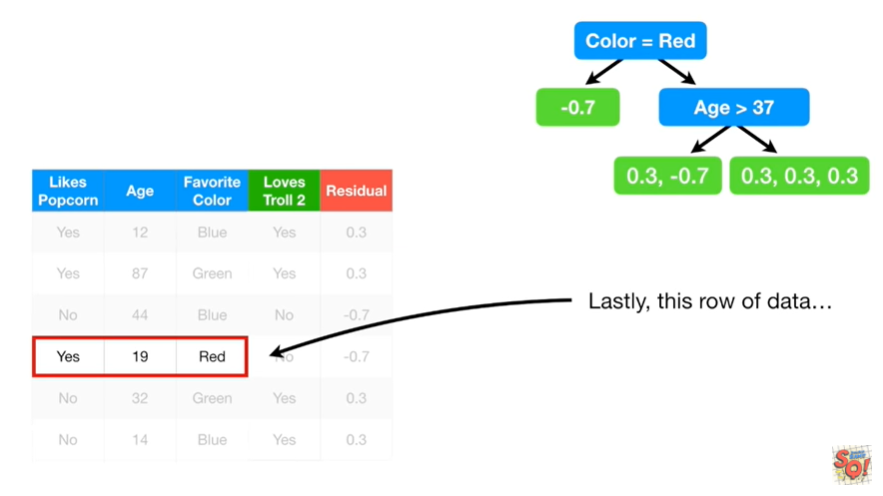 Color = Red
-0.7
Age > 37
0.3, -0.7
0.3, 0.3, 0.3
Likes Popcorn Age Favorite Color Loves Troll 2 Residual
Yes 12 Blue Yes 0.3
Yes 87 Green Yes 0.3
No 44 Blue No -0.7
Yes 19 Red No -0.7
No 32 Green Yes 0.3
No 14 Blue Yes 0.3
Lastly, this row of data…
SQ!